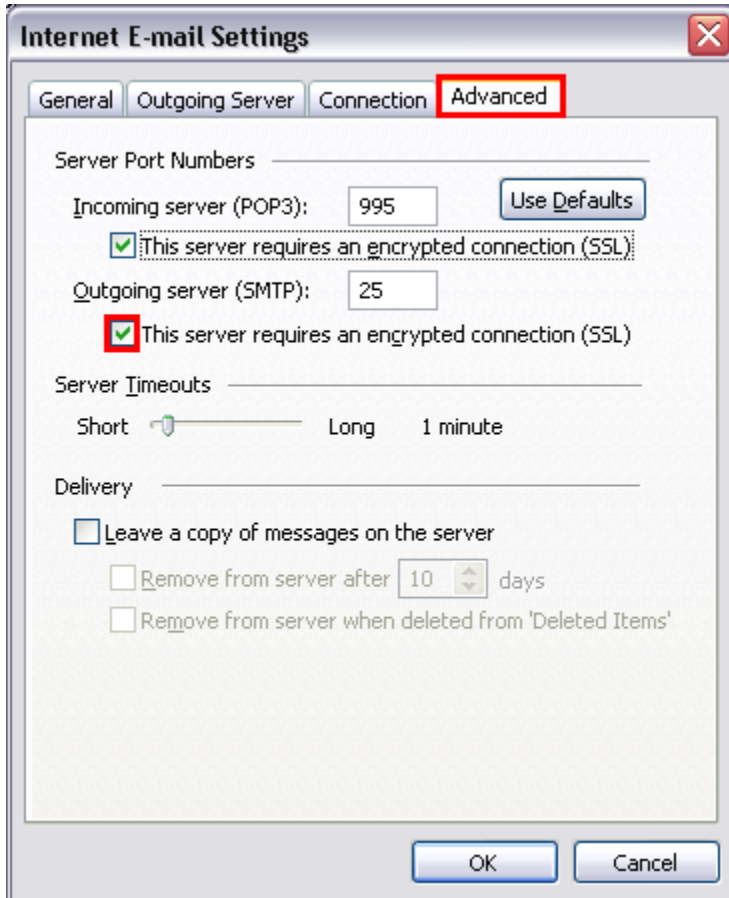 Internet E-mail Settings
General Outgoing Server Connection Advanced
Server Port Numbers
Incoming server (POP3): 995 Use Defaults
This server requires an encrypted connection (SSL)
Outgoing server (SMTP): 25
This server requires an encrypted connection (SSL)
Server Timeouts
Short Long 1 minute
Delivery
Leave a copy of messages on the server
Remove from server after 10 days
Remove from server when deleted from 'Deleted Items'
OK Cancel